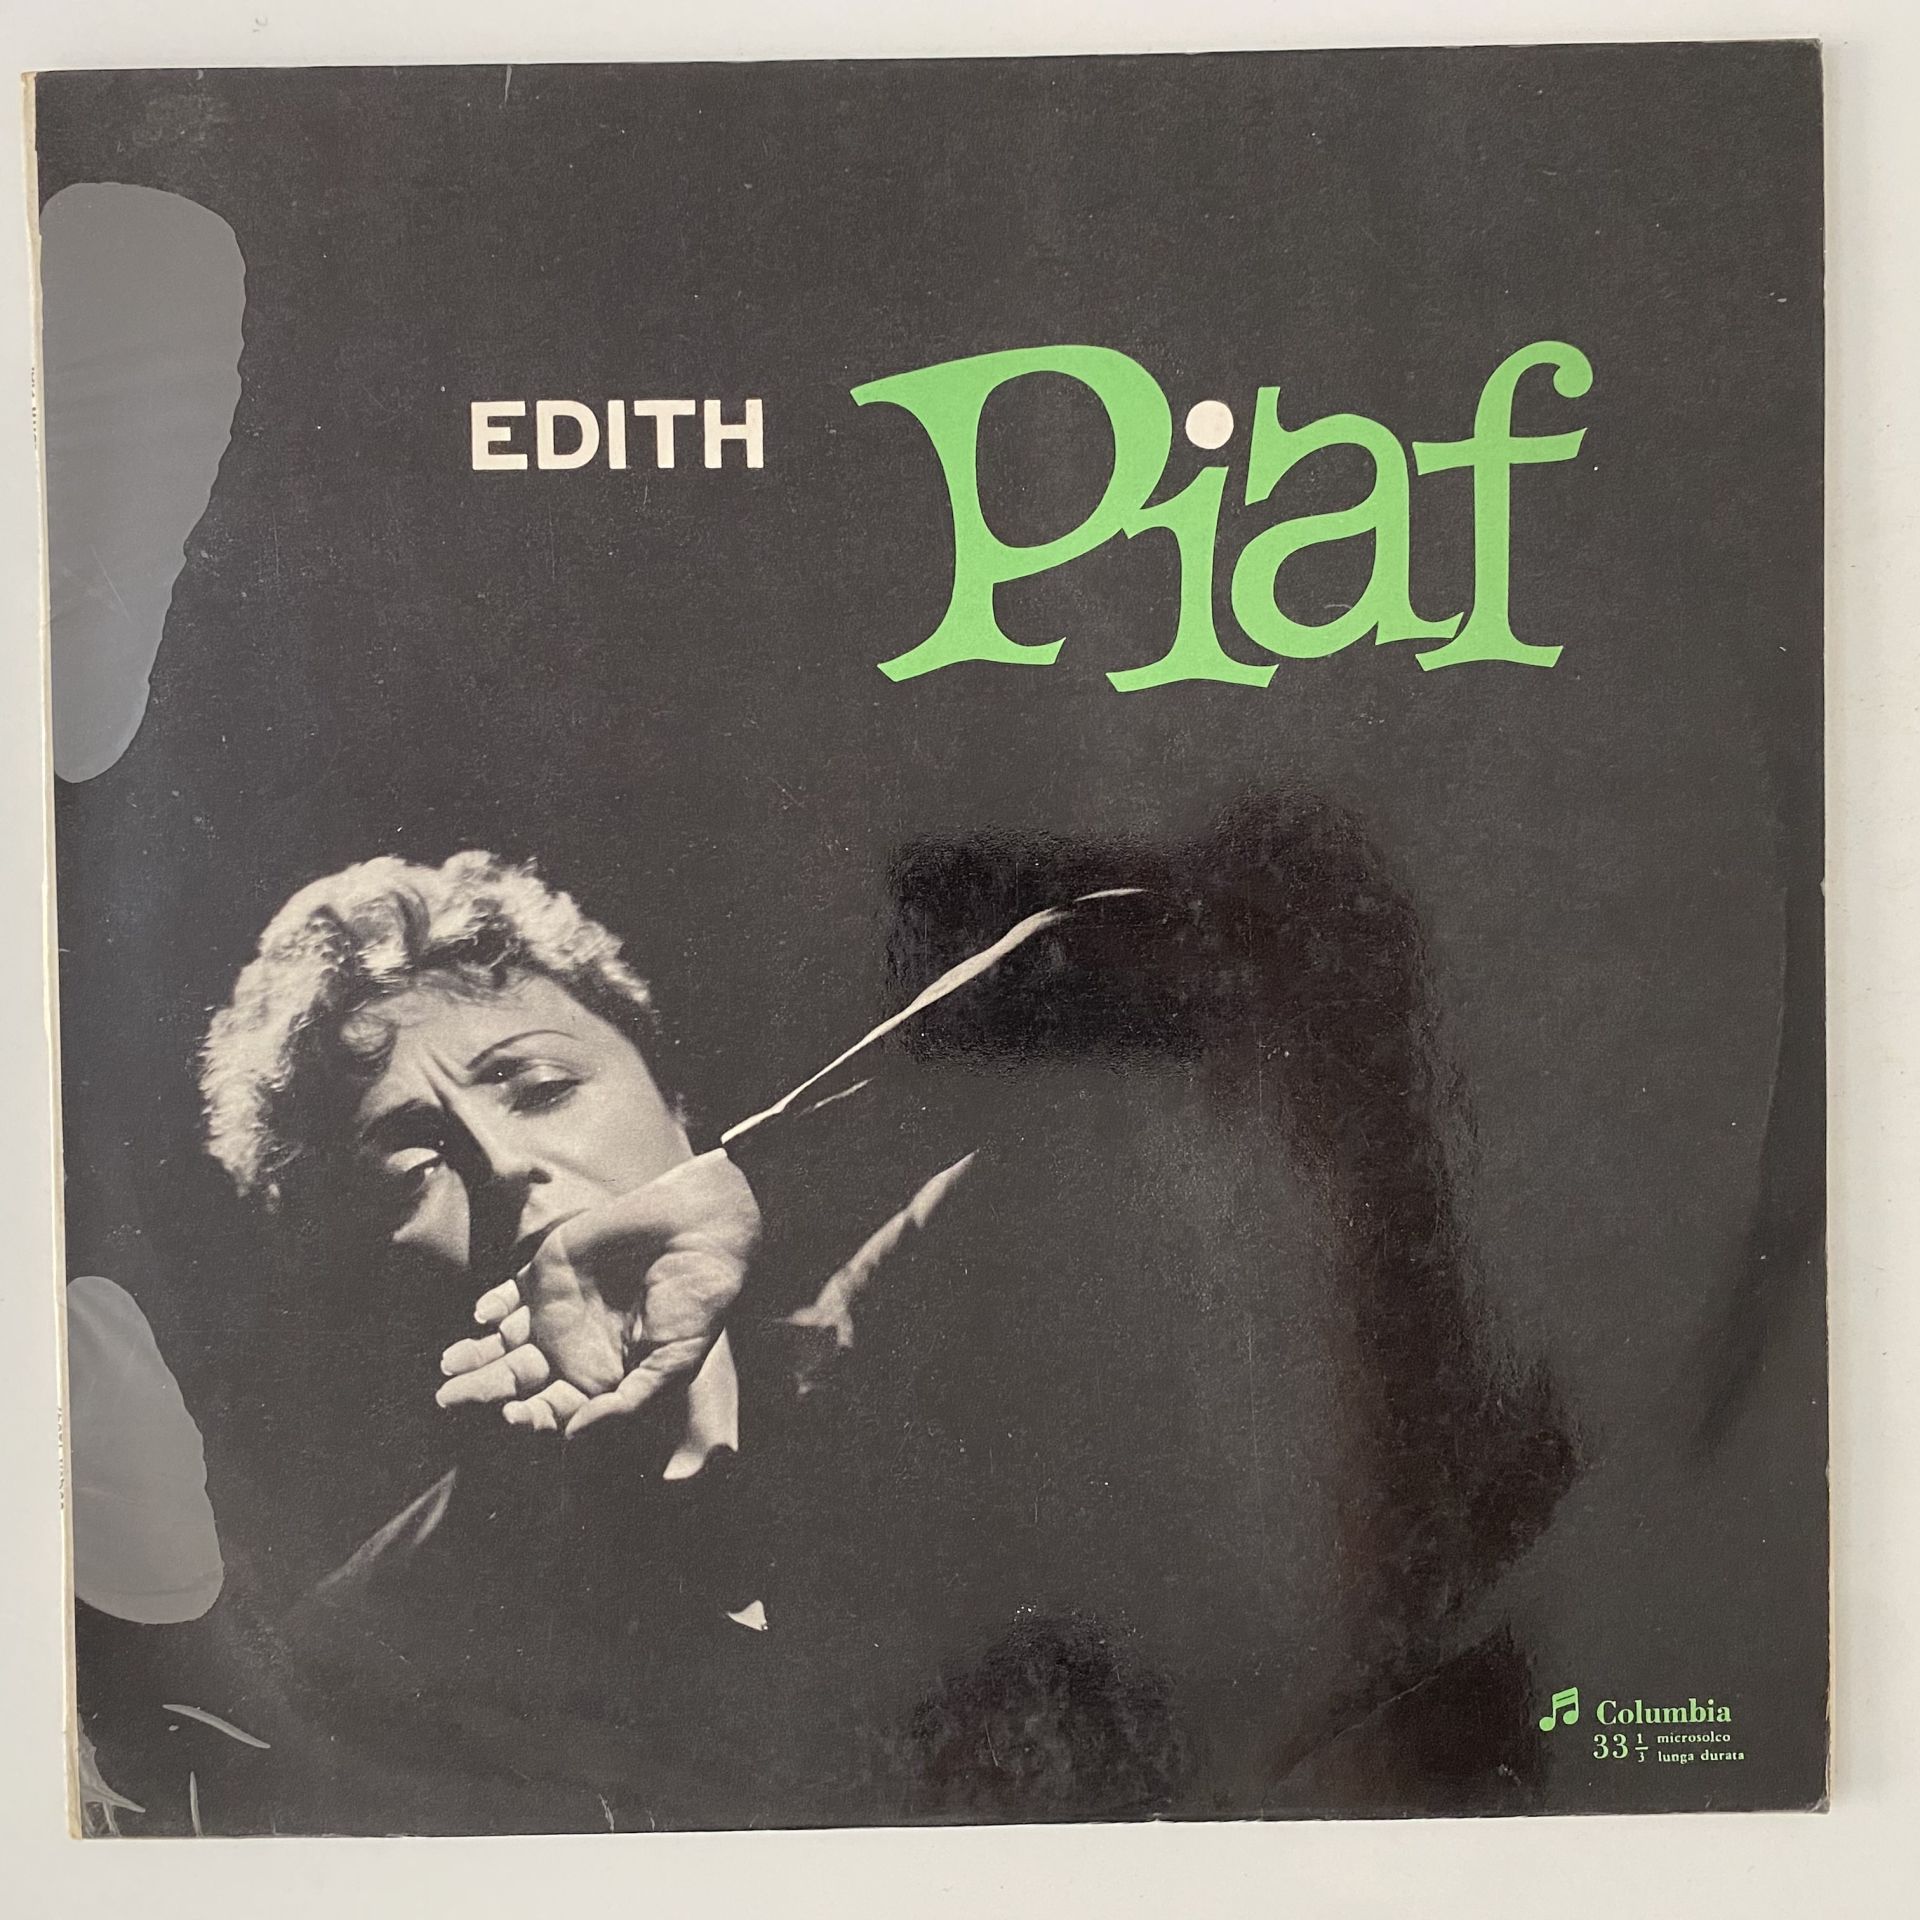 EDITH Piaf
Columbia
33 1/3 microsolco
lunga durata